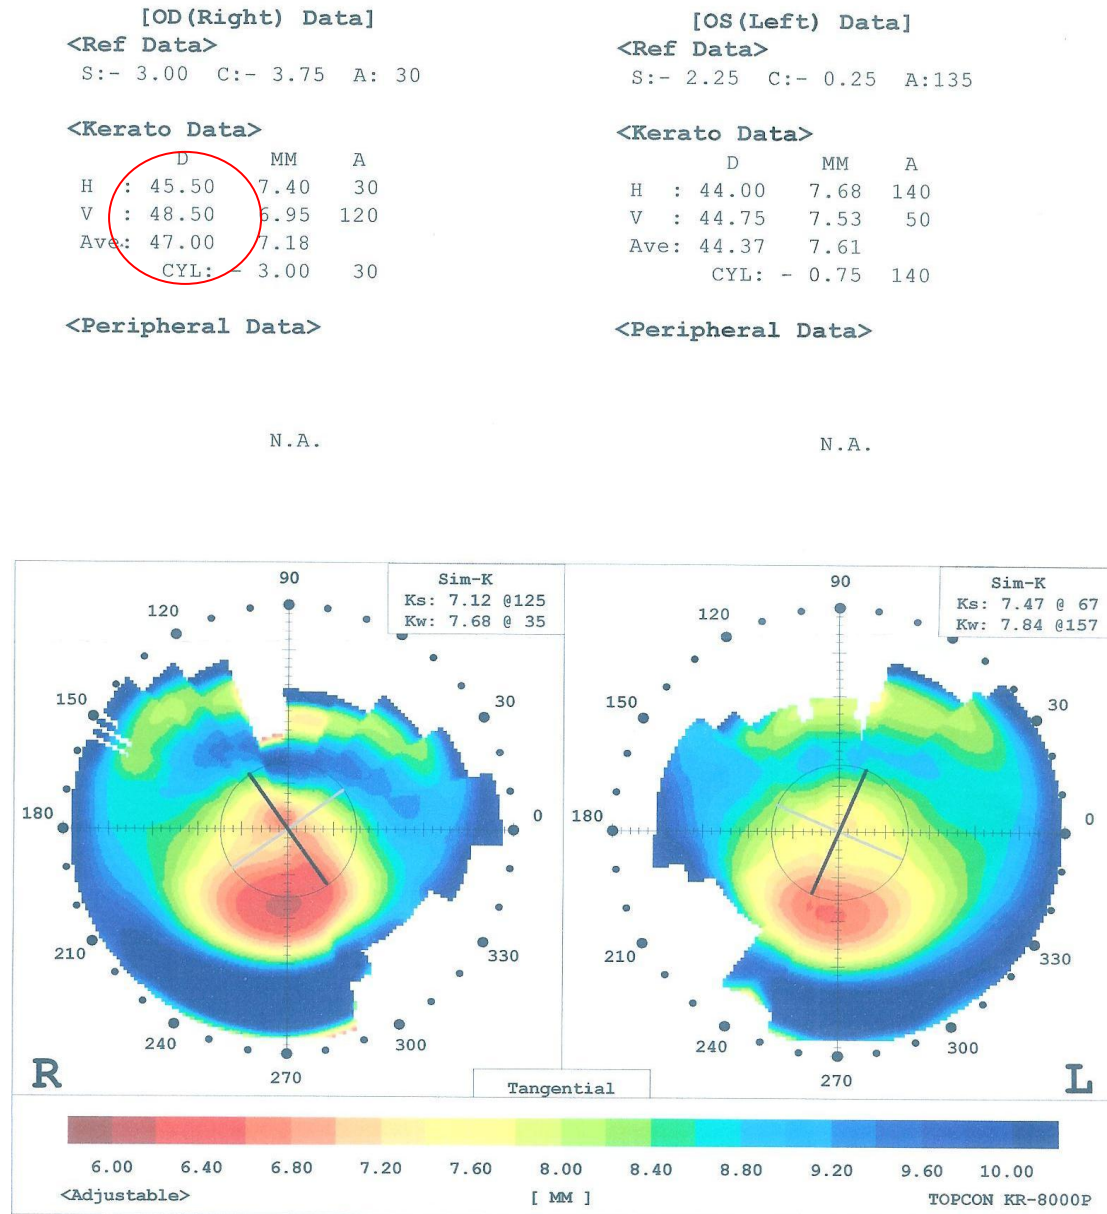 [OD(Right) Data]
<Ref Data>
S:- 3.00 C:- 3.75 A: 30
<Kerato Data>
D MM A
H : 45.50 7.40 30
V : 48.50 6.95 120
Ave: 47.00 7.18
CYL: - 3.00 30
<Peripheral Data>
N.A.
[OS(Left) Data]
<Ref Data>
S:- 2.25 C:- 0.25 A:135
<Kerato Data>
D MM A
H : 44.00 7.68 140
V : 44.75 7.53 50
Ave: 44.37 7.61
CYL: - 0.75 140
<Peripheral Data>
N.A.
Sim-K
Ks: 7.12 @125
Kw: 7.68 @ 35
90
120
150
30
180
0
210
330
240
300
270
R
Sim-K
Ks: 7.47 @ 67
Kw: 7.84 @157
90
120
150
30
180
0
210
330
240
300
270
L
Tangential
6.00 6.40 6.80 7.20 7.60 8.00 8.40 8.80 9.20 9.60 10.00
<Adjustable> [ MM ] TOPCON KR-8000P